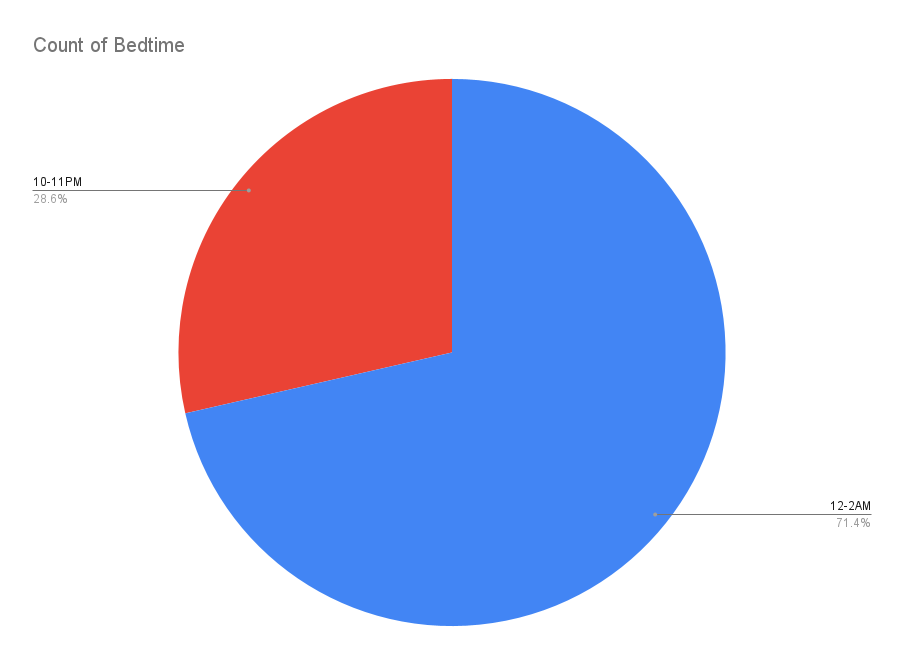 Count of Bedtime
10-11PM
28.6%
12-2AM
71.4%